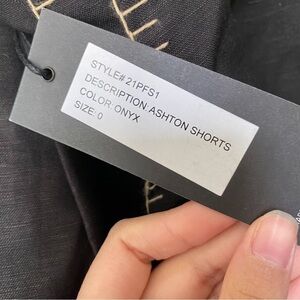 STYLE# 21PFS1
DESCRIPTION: ASHTON SHORTS
COLOR: ONYX
SIZE: 0